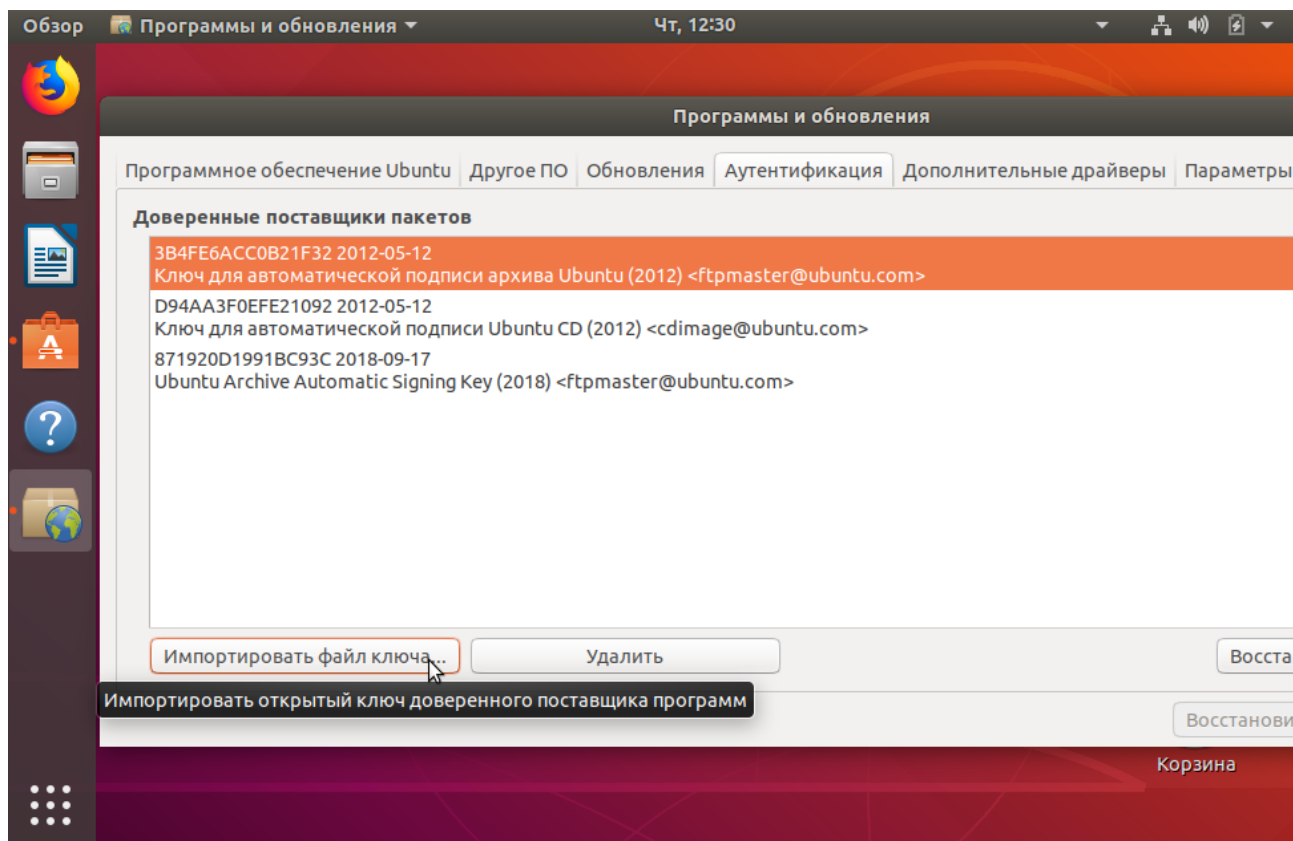 Обзор Программы и обновления Чт, 12:30
Программы и обновления
Программное обеспечение Ubuntu Другое ПО Обновления Аутентификация Дополнительные драйверы Параметры
Доверенные поставщики пакетов
3B4FE6ACC0B21F32 2012-05-12
Ключ для автоматической подписи архива Ubuntu (2012) <ftpmaster@ubuntu.com>
D94AA3F0EFE21092 2012-05-12
Ключ для автоматической подписи Ubuntu CD (2012) <cdimage@ubuntu.com>
871920D1991BC93C 2018-09-17
Ubuntu Archive Automatic Signing Key (2018) <ftpmaster@ubuntu.com>
Импортировать файл ключа... Удалить Восста
Импортировать открытый ключ доверенного поставщика программ
Восстанови
Корзина